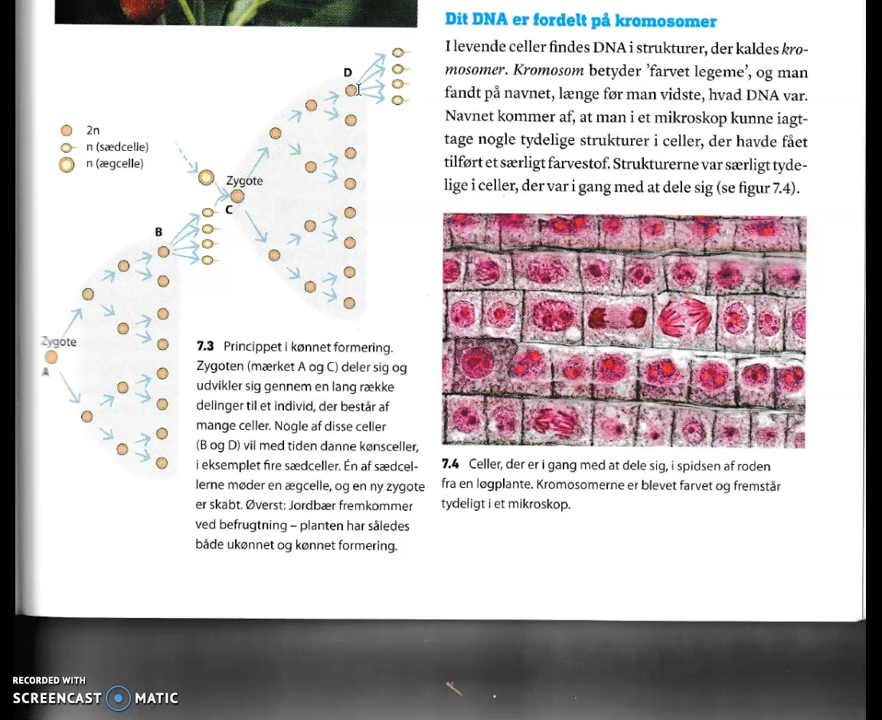 Dit DNA er fordelt på kromosomer
I levende celler findes DNA i strukturer, der kaldes kro-
mosomer. Kromosom betyder ’farvet legeme’, og man
fandt på navnet, længe før man vidste, hvad DNA var.
Navnet kommer af, at man i et mikroskop kunne iagt-
tage nogle tydelige strukturer i celler, der havde fået
tilført et særligt farvestof. Strukturerne var særligt tyde-
lige i celler, der var i gang med at dele sig (se figur 7.4).
D
2n
n (sædcelle)
n (ægcelle)
Zygote
C
B
Zygote
A
7.3 Princippet i kønnet formering.
Zygoten (mærket A og C) deler sig og
udvikler sig gennem en lang række
delinger til et individ, der består af
mange celler. Nogle af disse celler
(B og D) vil med tiden danne kønsceller,
i eksemplet fire sædceller. Én af sædcel-
lerne møder en ægcelle, og en ny zygote
er skabt. Øverst: Jordbær fremkommer
ved befrugtning – planten har således
både ukønnet og kønnet formering.
7.4 Celler, der er i gang med at dele sig, i spidsen af roden
fra en løgplante. Kromosomerne er blevet farvet og fremstår
tydeligt i et mikroskop.
RECORDED WITH
SCREENCAST MATIC